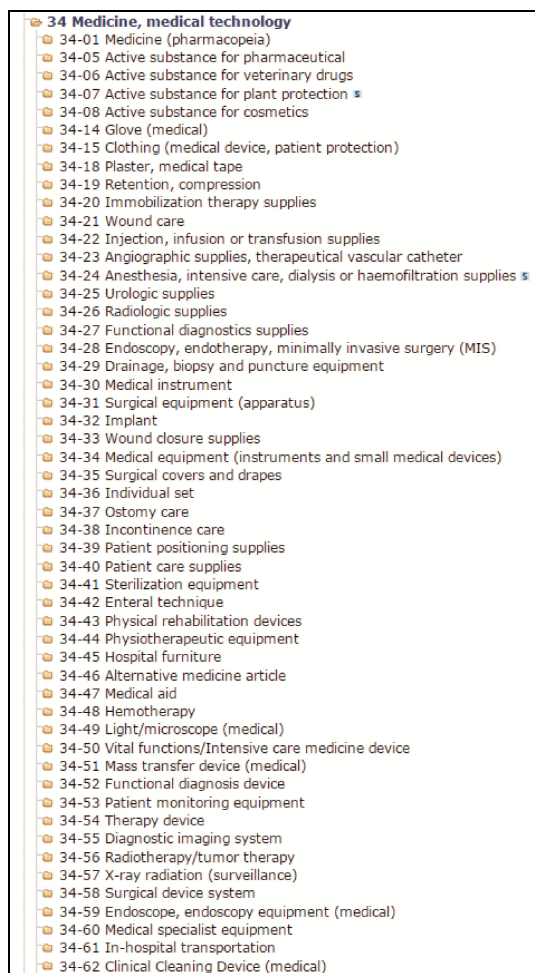 34 Medicine, medical technology
34-01 Medicine (pharmacopeia)
34-05 Active substance for pharmaceutical
34-06 Active substance for veterinary drugs
34-07 Active substance for plant protection s
34-08 Active substance for cosmetics
34-14 Glove (medical)
34-15 Clothing (medical device, patient protection)
34-18 Plaster, medical tape
34-19 Retention, compression
34-20 Immobilization therapy supplies
34-21 Wound care
34-22 Injection, infusion or transfusion supplies
34-23 Angiographic supplies, therapeutical vascular catheter
34-24 Anesthesia, intensive care, dialysis or haemofiltration supplies s
34-25 Urologic supplies
34-26 Radiologic supplies
34-27 Functional diagnostics supplies
34-28 Endoscopy, endotherapy, minimally invasive surgery (MIS)
34-29 Drainage, biopsy and puncture equipment
34-30 Medical instrument
34-31 Surgical equipment (apparatus)
34-32 Implant
34-33 Wound closure supplies
34-34 Medical equipment (instruments and small medical devices)
34-35 Surgical covers and drapes
34-36 Individual set
34-37 Ostomy care
34-38 Incontinence care
34-39 Patient positioning supplies
34-40 Patient care supplies
34-41 Sterilization equipment
34-42 Enteral technique
34-43 Physical rehabilitation devices
34-44 Physiotherapeutic equipment
34-45 Hospital furniture
34-46 Alternative medicine article
34-47 Medical aid
34-48 Hemotherapy
34-49 Light/microscope (medical)
34-50 Vital functions/Intensive care medicine device
34-51 Mass transfer device (medical)
34-52 Functional diagnosis device
34-53 Patient monitoring equipment
34-54 Therapy device
34-55 Diagnostic imaging system
34-56 Radiotherapy/tumor therapy
34-57 X-ray radiation (surveillance)
34-58 Surgical device system
34-59 Endoscope, endoscopy equipment (medical)
34-60 Medical specialist equipment
34-61 In-hospital transportation
34-62 Clinical Cleaning Device (medical)